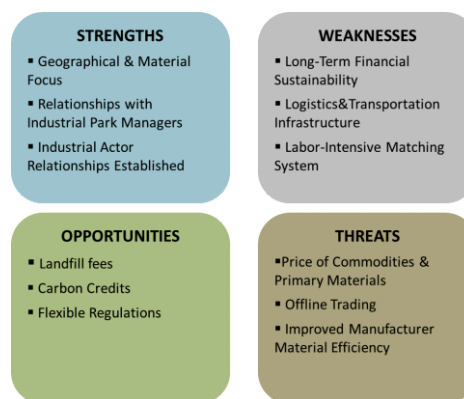 STRENGTHS
▪ Geographical & Material
Focus
▪ Relationships with
Industrial Park Managers
▪ Industrial Actor
Relationships Established
WEAKNESSES
▪ Long-Term Financial
Sustainability
▪ Logistics&Transportation
Infrastructure
▪ Labor-Intensive Matching
System
OPPORTUNITIES
▪ Landfill fees
▪ Carbon Credits
▪ Flexible Regulations
THREATS
▪Price of Commodities &
Primary Materials
▪ Offline Trading
▪ Improved Manufacturer
Material Efficiency